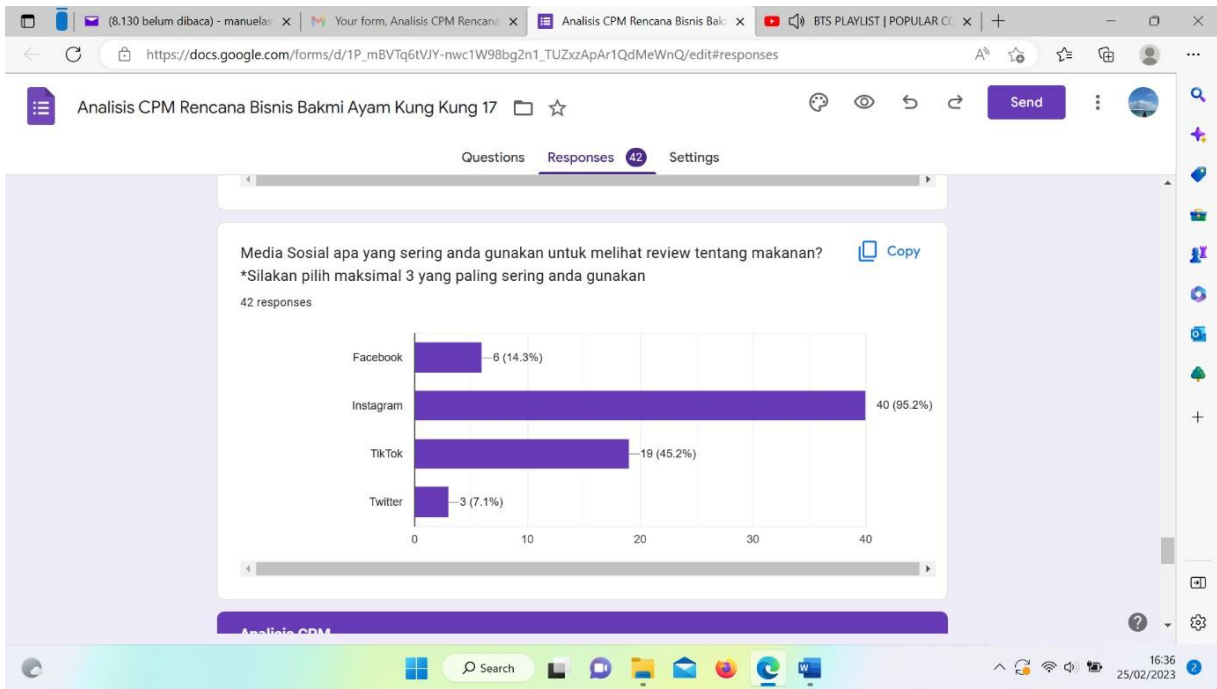 (8.130 belum dibaca) - manuelas
Your form, Analisis CPM Rencana
Analisis CPM Rencana Bisnis Bak
BTS PLAYLIST | POPULAR
https://docs.google.com/forms/d/1P_mBVTq6tVJY-nwc1W98bg2n1_TUZxzApAr1QdMeWnQ/edit#responses
Analisis CPM Rencana Bisnis Bakmi Ayam Kung Kung 17
Send
Questions Responses 42 Settings
Media Sosial apa yang sering anda gunakan untuk melihat review tentang makanan?
Copy
*Silakan pilih maksimal 3 yang paling sering anda gunakan
42 responses
Facebook 6 (14.3%)
Instagram 40 (95.2%)
TikTok 19 (45.2%)
Twitter 3 (7.1%)
0 10 20 30 40
Analisis CPM
Search
16:36
25/02/2023
2